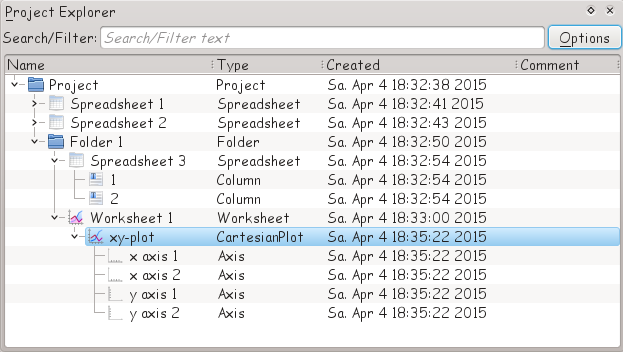 Project Explorer
Search/Filter: Search/Filter text Options
Name Type Created Comment
Project Project Sa. Apr 4 18:32:38 2015
Spreadsheet 1 Spreadsheet Sa. Apr 4 18:32:41 2015
Spreadsheet 2 Spreadsheet Sa. Apr 4 18:32:43 2015
Folder 1 Folder Sa. Apr 4 18:32:50 2015
Spreadsheet 3 Spreadsheet Sa. Apr 4 18:32:54 2015
1 Column Sa. Apr 4 18:32:54 2015
2 Column Sa. Apr 4 18:32:54 2015
Worksheet 1 Worksheet Sa. Apr 4 18:33:00 2015
xy-plot CartesianPlot Sa. Apr 4 18:35:22 2015
x axis 1 Axis Sa. Apr 4 18:35:22 2015
x axis 2 Axis Sa. Apr 4 18:35:22 2015
y axis 1 Axis Sa. Apr 4 18:35:22 2015
y axis 2 Axis Sa. Apr 4 18:35:22 2015